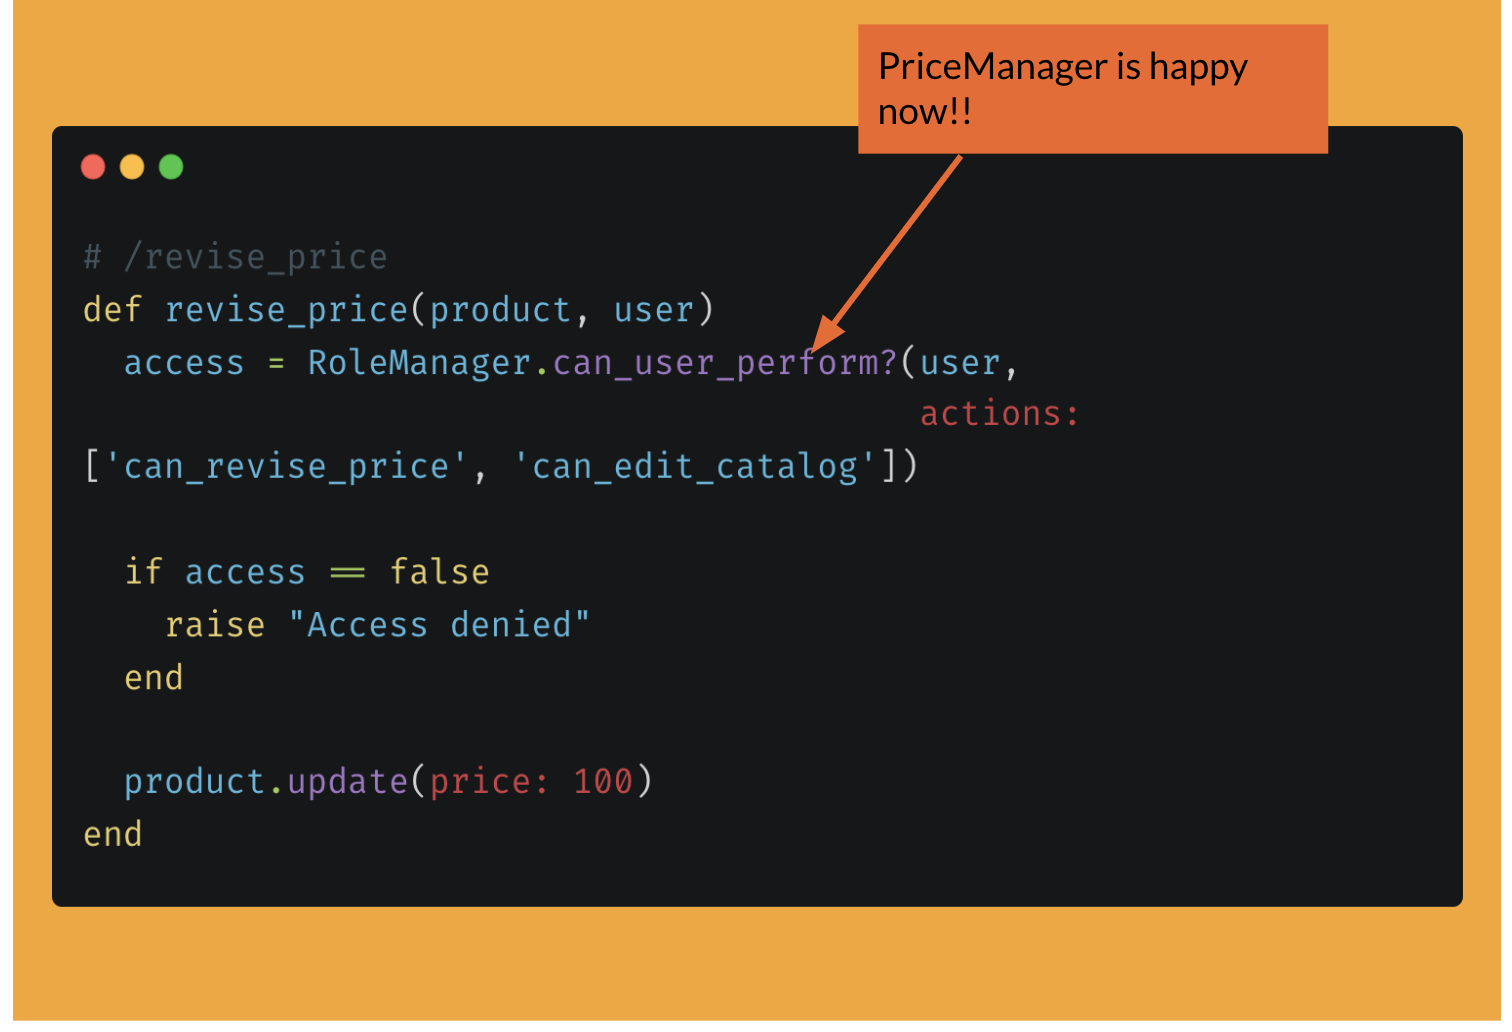 PriceManager is happy
now!!
# /revise_price
def revise_price(product, user)
  access = RoleManager.can_user_perform?(user,
                                         actions:
['can_revise_price', 'can_edit_catalog'])
  if access == false
    raise "Access denied"
  end
  product.update(price: 100)
end